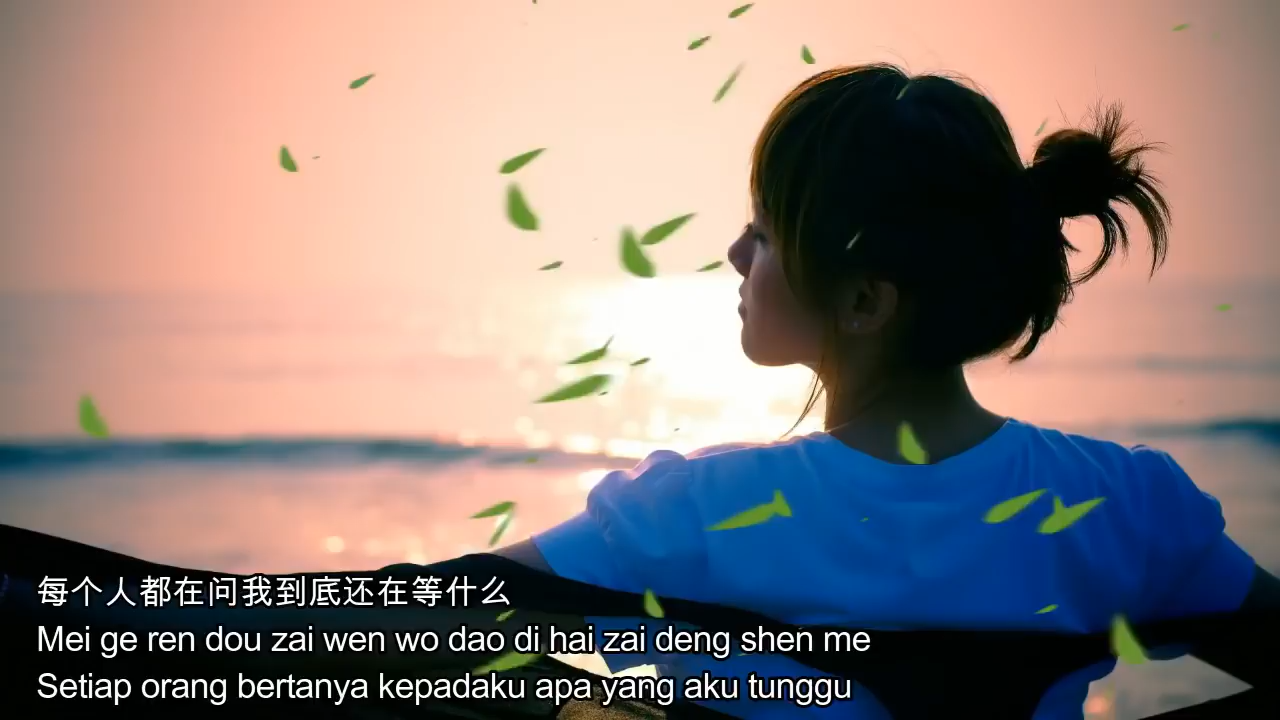 每个人都在问我到底还在等什么
Mei ge ren dou zai wen wo dao di hai zai deng shen me
Setiap orang bertanya kepadaku apa yang aku tunggu